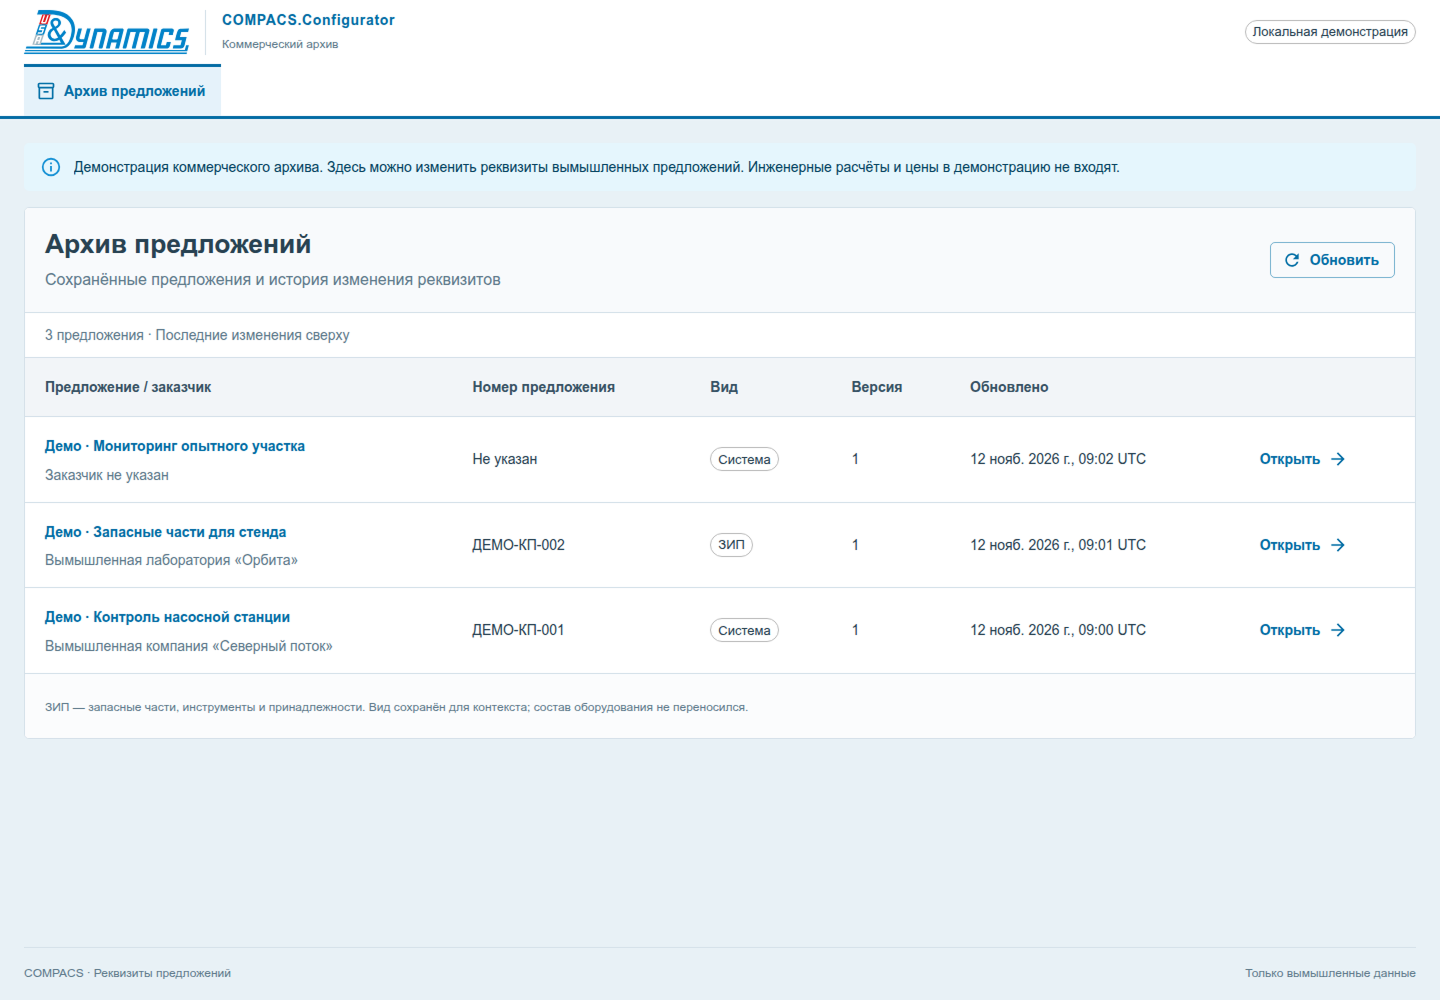 DYNAMICS
COMPACS.Configurator
Коммерческий архив
Локальная демонстрация
Архив предложений
Демонстрация коммерческого архива. Здесь можно изменить реквизиты вымышленных предложений. Инженерные расчёты и цены в демонстрацию не входят.
Архив предложений
Сохранённые предложения и история изменения реквизитов
Обновить
3 предложения · Последние изменения сверху
Предложение / заказчик Номер предложения Вид Версия Обновлено
Демо · Мониторинг опытного участка
Заказчик не указан
Не указан Система 1 12 нояб. 2026 г., 09:02 UTC Открыть
Демо · Запасные части для стенда
Вымышленная лаборатория «Орбита»
ДЕМО-КП-002 ЗИП 1 12 нояб. 2026 г., 09:01 UTC Открыть
Демо · Контроль насосной станции
Вымышленная компания «Северный поток»
ДЕМО-КП-001 Система 1 12 нояб. 2026 г., 09:00 UTC Открыть
ЗИП — запасные части, инструменты и принадлежности. Вид сохранён для контекста; состав оборудования не переносился.
COMPACS · Реквизиты предложений
Только вымышленные данные